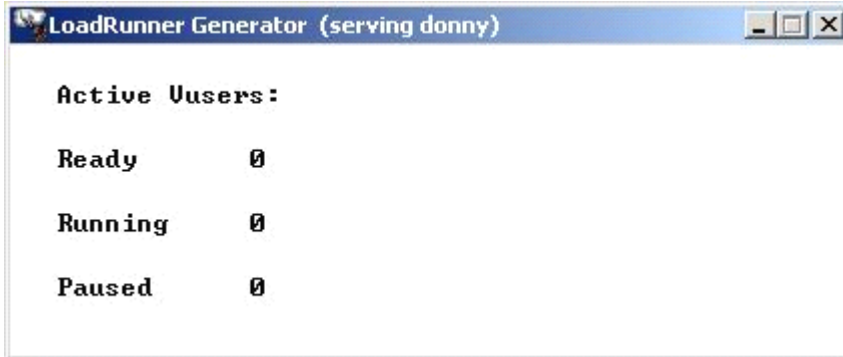 LoadRunner Generator (serving donny)
Active Vusers:
Ready 0
Running 0
Paused 0